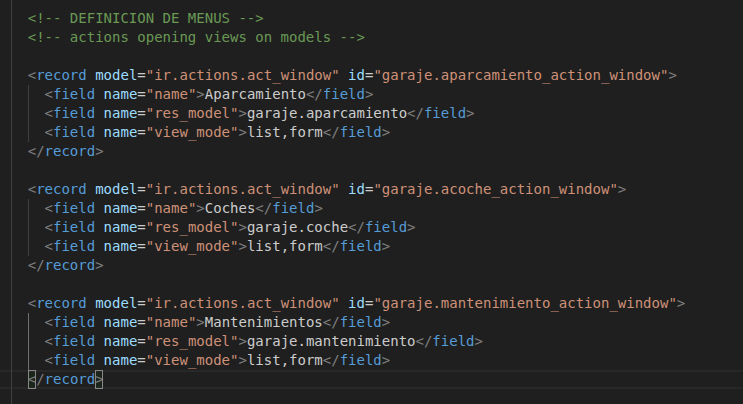 <!-- DEFINICION DE MENUS -->
<!-- actions opening views on models -->
<record model="ir.actions.act_window" id="garaje.aparcamiento_action_window">
<field name="name">Aparcamiento</field>
<field name="res_model">garaje.aparcamiento</field>
<field name="view_mode">list,form</field>
</record>
<record model="ir.actions.act_window" id="garaje.acoche_action_window">
<field name="name">Coches</field>
<field name="res_model">garaje.coche</field>
<field name="view_mode">list,form</field>
</record>
<record model="ir.actions.act_window" id="garaje.mantenimiento_action_window">
<field name="name">Mantenimientos</field>
<field name="res_model">garaje.mantenimiento</field>
<field name="view_mode">list,form</field>
</record>